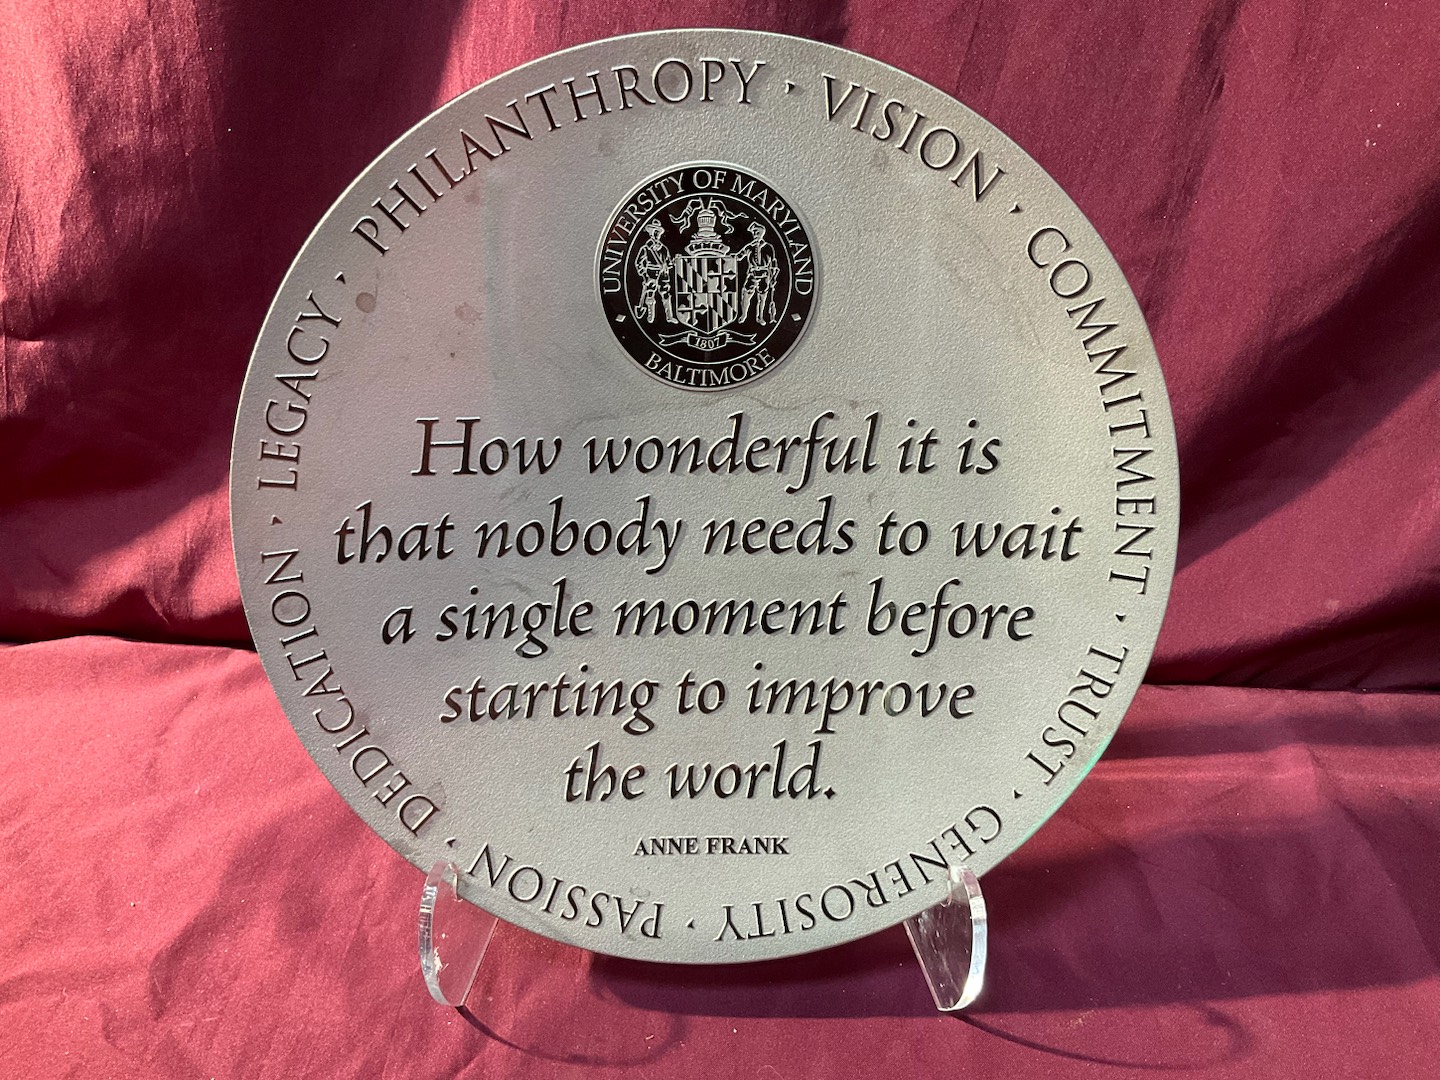 PHILANTHROPY · VISION · COMMITMENT · TRUST · GENEROSITY · PASSION · DEDICATION · LEGACY ·
UNIVERSITY OF MARYLAND
1807
BALTIMORE
How wonderful it is
that nobody needs to wait
a single moment before
starting to improve
the world.
ANNE FRANK